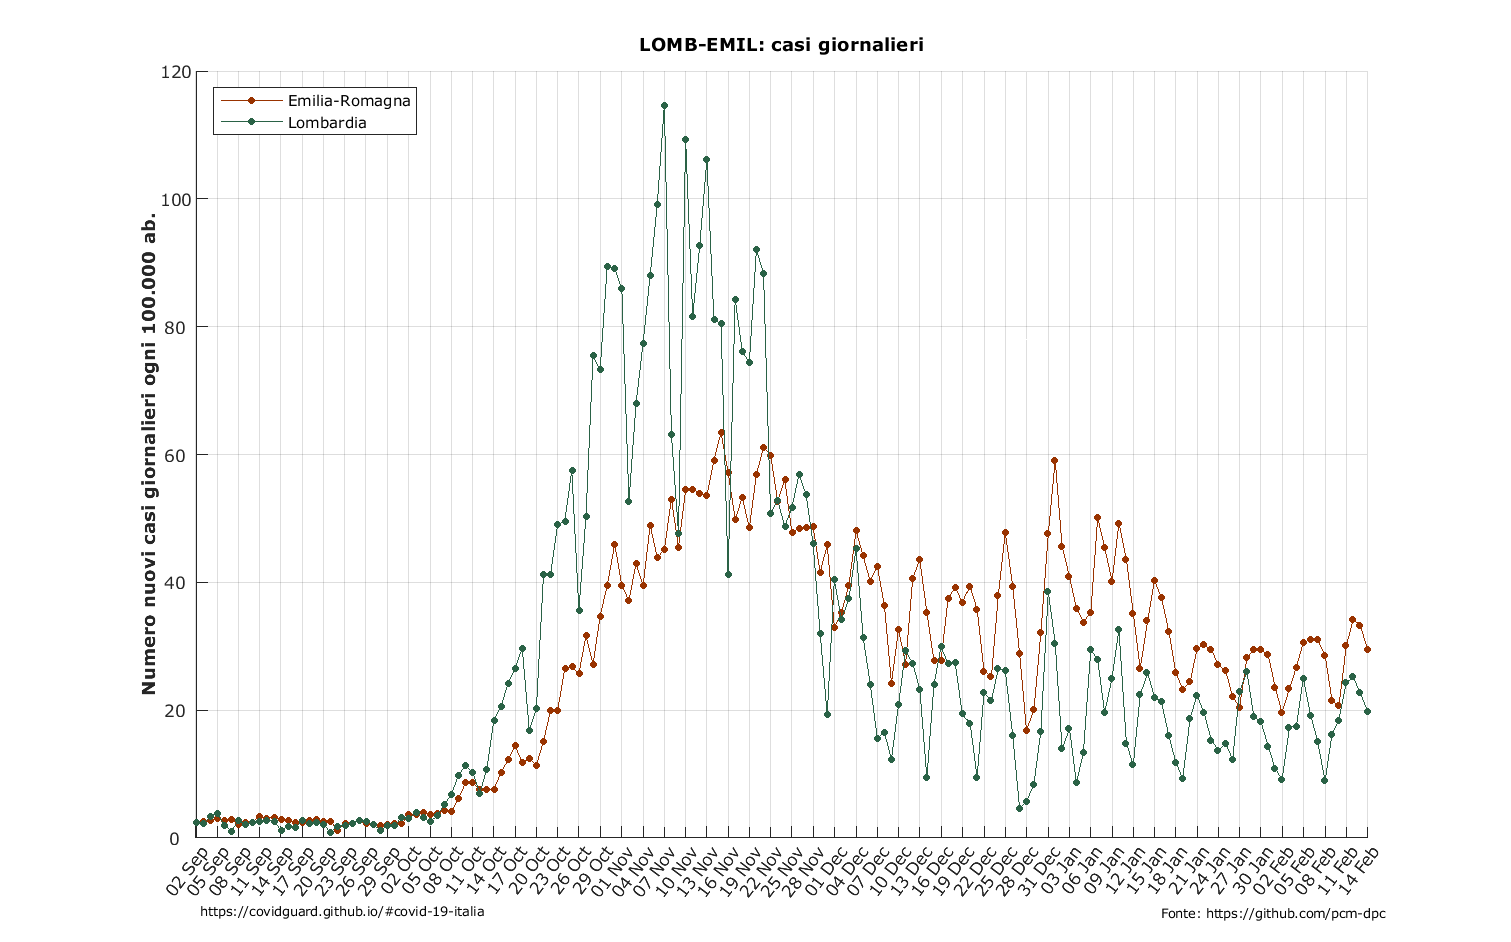 LOMB-EMIL: casi giornalieri
Numero nuovi casi giornalieri ogni 100.000 ab.
120
100
80
60
40
20
0
Emilia-Romagna
Lombardia
02 Sep
05 Sep
08 Sep
11 Sep
14 Sep
17 Sep
20 Sep
23 Sep
26 Sep
29 Sep
02 Oct
05 Oct
08 Oct
11 Oct
14 Oct
17 Oct
20 Oct
23 Oct
26 Oct
29 Oct
01 Nov
04 Nov
07 Nov
10 Nov
13 Nov
16 Nov
19 Nov
22 Nov
25 Nov
28 Nov
01 Dec
04 Dec
07 Dec
10 Dec
13 Dec
16 Dec
19 Dec
22 Dec
25 Dec
28 Dec
31 Dec
03 Jan
06 Jan
09 Jan
12 Jan
15 Jan
18 Jan
21 Jan
24 Jan
27 Jan
30 Jan
02 Feb
05 Feb
08 Feb
11 Feb
14 Feb
https://covidguard.github.io/#covid-19-italia
Fonte: https://github.com/pcm-dpc